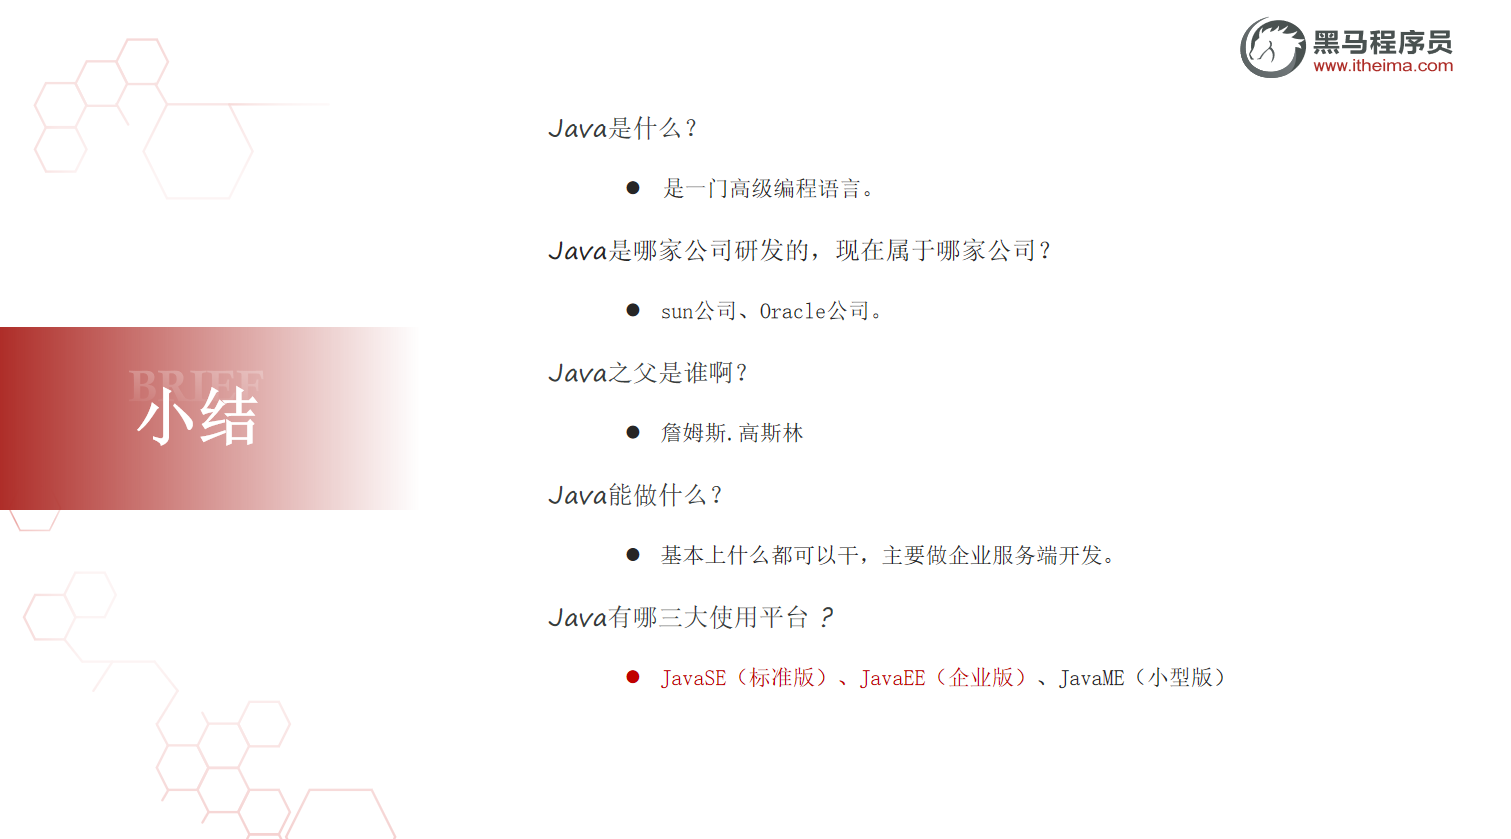 黑马程序员
www.itheima.com
Java是什么？
● 是一门高级编程语言。
Java是哪家公司研发的，现在属于哪家公司？
● sun公司、Oracle公司。
Java之父是谁啊？
● 詹姆斯.高斯林
BRIEF
小结
Java能做什么？
● 基本上什么都可以干，主要做企业服务端开发。
Java有哪三大使用平台 ？
● JavaSE（标准版）、JavaEE（企业版）、JavaME（小型版）